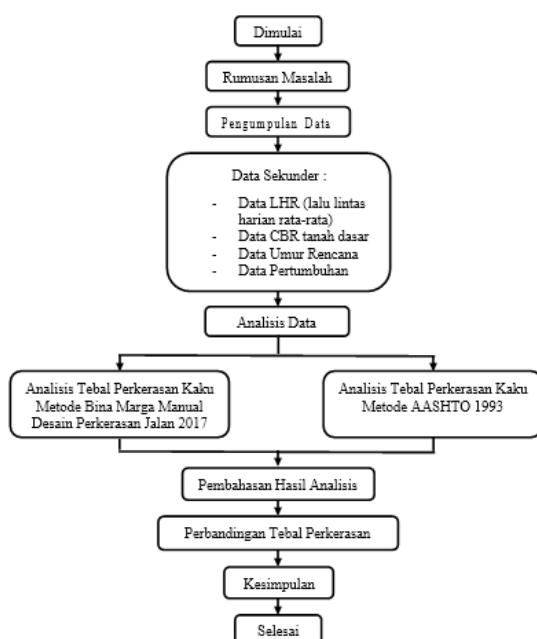 Dimulai
Rumusan Masalah
Pengumpulan Data
Data Sekunder :
- Data LHR (lalu lintas
harian rata-rata)
- Data CBR tanah dasar
- Data Umur Rencana
- Data Pertumbuhan
Analisis Data
Analisis Tebal Perkerasan Kaku
Metode Bina Marga Manual
Desain Perkerasan Jalan 2017
Analisis Tebal Perkerasan Kaku
Metode AASHTO 1993
Pembahasan Hasil Analisis
Perbandingan Tebal Perkerasan
Kesimpulan
Selesai